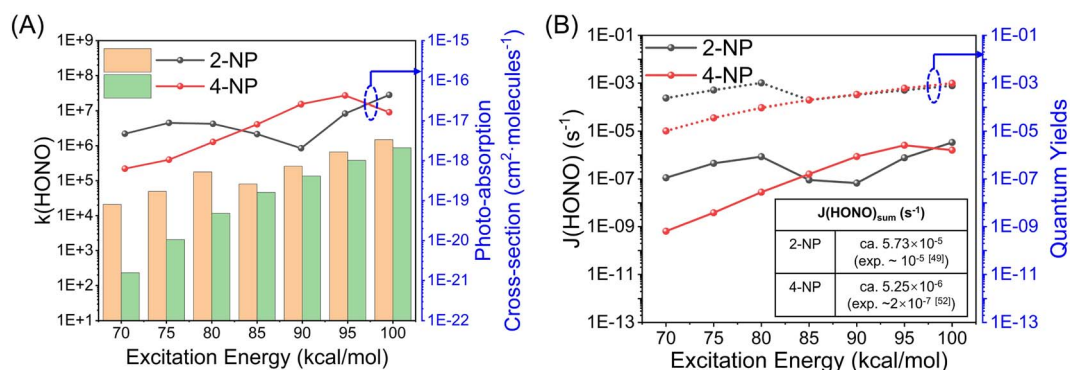 (A)
1E+9
1E+8
1E+7
1E+6
1E+5
1E+4
1E+3
1E+2
1E+1
k(HONO)
2-NP
4-NP
1E-15
1E-16
1E-17
1E-18
1E-19
1E-20
1E-21
1E-22
Photo-absorption
Cross-section (cm²·molecules⁻¹)
70 75 80 85 90 95 100
Excitation Energy (kcal/mol)
(B)
1E-01
1E-03
1E-05
1E-07
1E-09
1E-11
1E-13
J(HONO) (s⁻¹)
2-NP
4-NP
J(HONO)sum (s⁻¹)
2-NP ca. 5.73×10⁻⁵
(exp. ~ 10⁻⁵ [49])
4-NP ca. 5.25×10⁻⁶
(exp. ~2×10⁻⁷ [52])
1E-01
1E-03
1E-05
1E-07
1E-09
1E-11
1E-13
Quantum Yields
70 75 80 85 90 95 100
Excitation Energy (kcal/mol)